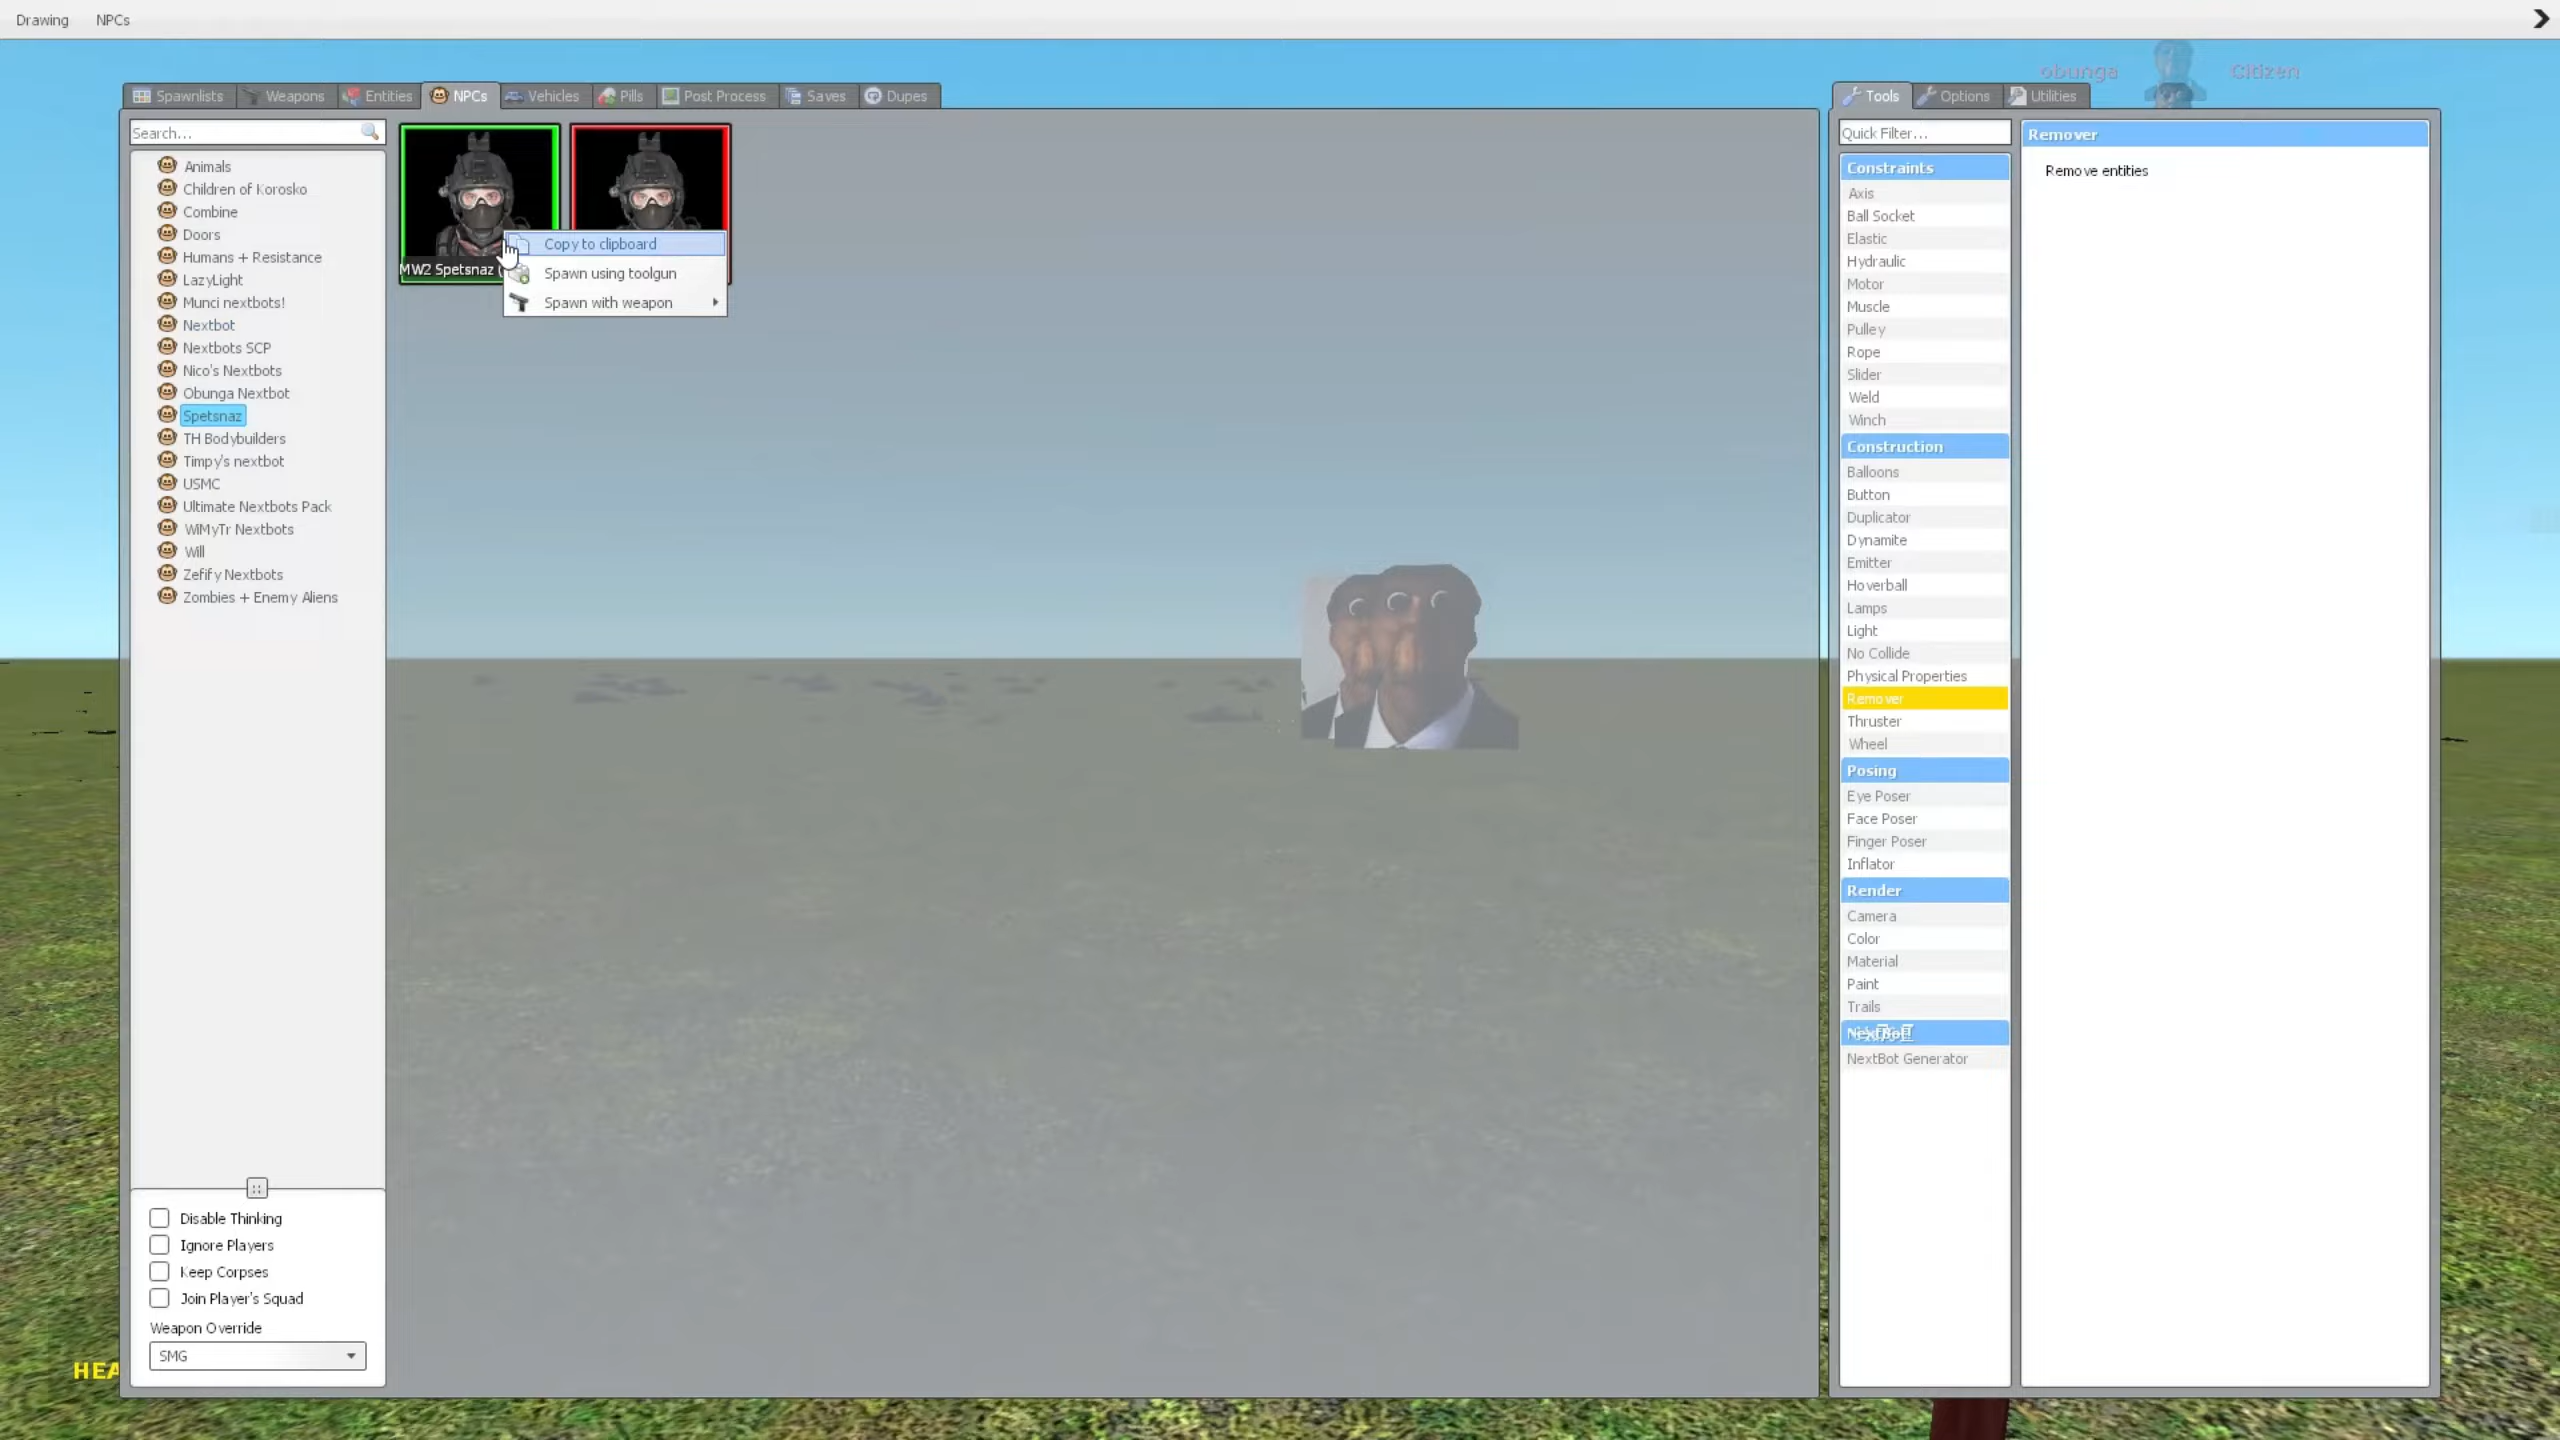 Drawing NPCs
obunga Citizen
Spawnlists Weapons Entities NPCs Vehicles Pills Post Process Saves Dupes
Tools Options Utilities
Search...
Animals
Children of Korosko
Combine
Doors
Humans + Resistance
LazyLight
Munci nextbots!
Nextbot
Nextbots SCP
Nico's Nextbots
Obunga Nextbot
Spetsnaz
TH Bodybuilders
Timpy's nextbot
USMC
Ultimate Nextbots Pack
WiMyTr Nextbots
Will
Zefify Nextbots
Zombies + Enemy Aliens
MW2 Spetsnaz (
Copy to clipboard
Spawn using toolgun
Spawn with weapon
Disable Thinking
Ignore Players
Keep Corpses
Join Player's Squad
Weapon Override
SMG
HEA
Quick Filter...
Constraints
Axis
Ball Socket
Elastic
Hydraulic
Motor
Muscle
Pulley
Rope
Slider
Weld
Winch
Construction
Balloons
Button
Duplicator
Dynamite
Emitter
Hoverball
Lamps
Light
No Collide
Physical Properties
Remover
Thruster
Wheel
Posing
Eye Poser
Face Poser
Finger Poser
Inflator
Render
Camera
Color
Material
Paint
Trails
NextBot
NextBot Generator
Remover
Remove entities